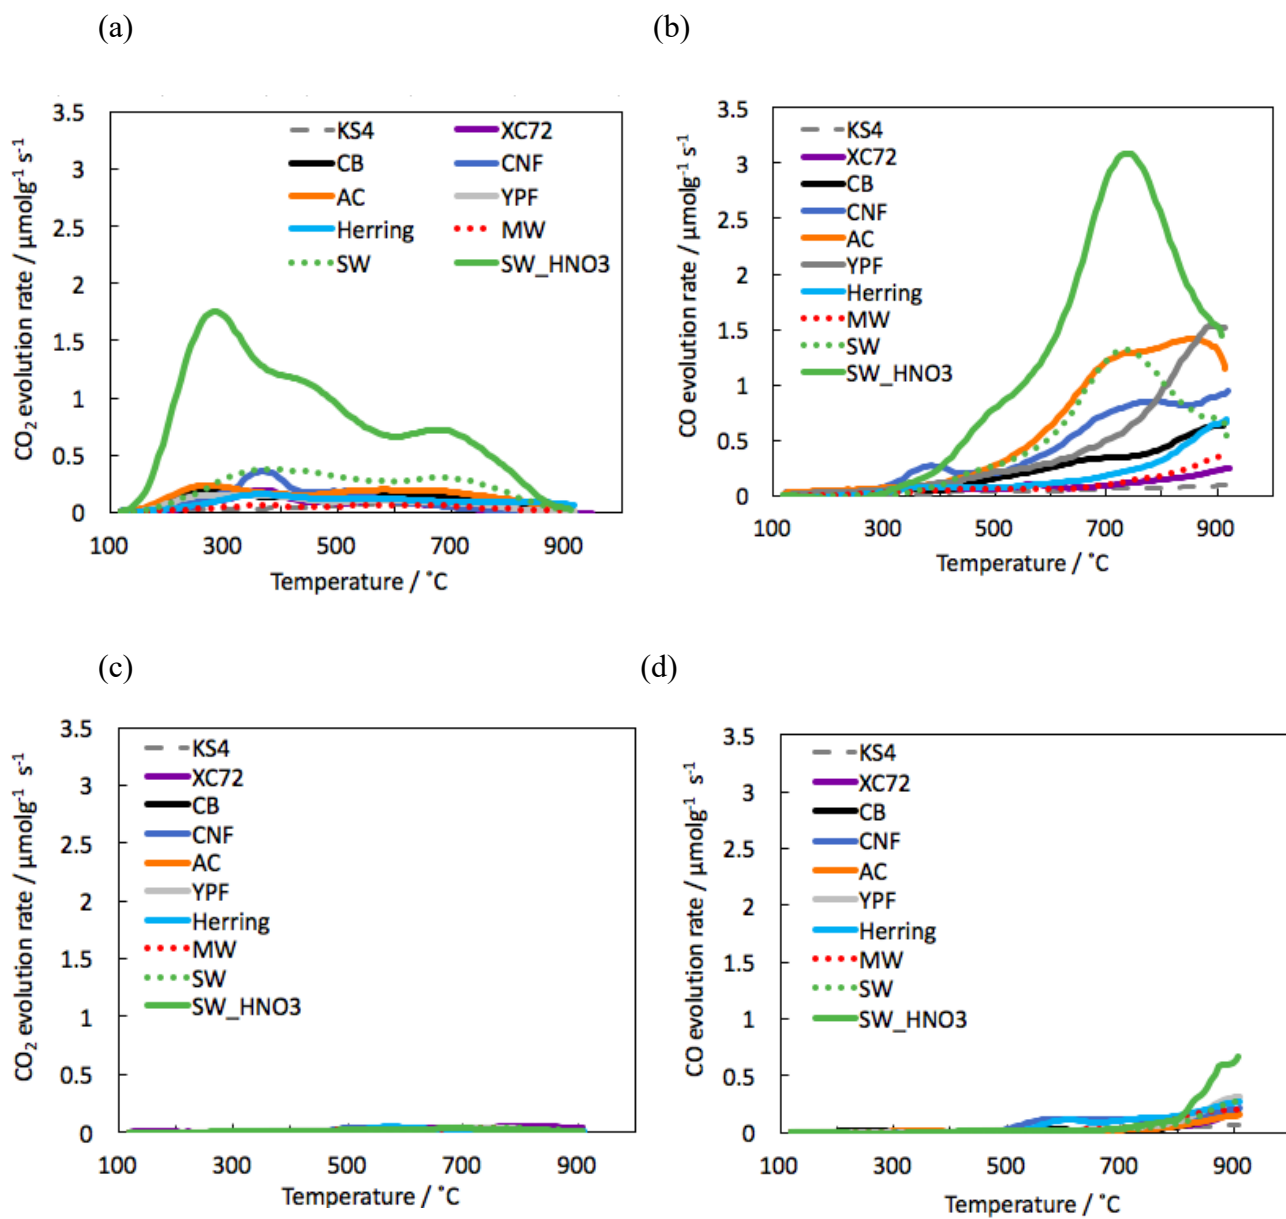 (a)
3.5
3
2.5
2
1.5
1
0.5
0
CO₂ evolution rate / µmolg⁻¹ s⁻¹
KS4
XC72
CB
CNF
AC
YPF
Herring
MW
SW
SW_HNO3
100 300 500 700 900
Temperature / ˚C
(b)
3.5
3
2.5
2
1.5
1
0.5
0
CO evolution rate / µmolg⁻¹ s⁻¹
KS4
XC72
CB
CNF
AC
YPF
Herring
MW
SW
SW_HNO3
100 300 500 700 900
Temperature / ˚C
(c)
3.5
3
2.5
2
1.5
1
0.5
0
CO₂ evolution rate / µmolg⁻¹ s⁻¹
KS4
XC72
CB
CNF
AC
YPF
Herring
MW
SW
SW_HNO3
100 300 500 700 900
Temperature / ˚C
(d)
3.5
3
2.5
2
1.5
1
0.5
0
CO evolution rate / µmolg⁻¹ s⁻¹
KS4
XC72
CB
CNF
AC
YPF
Herring
MW
SW
SW_HNO3
100 300 500 700 900
Temperature / ˚C